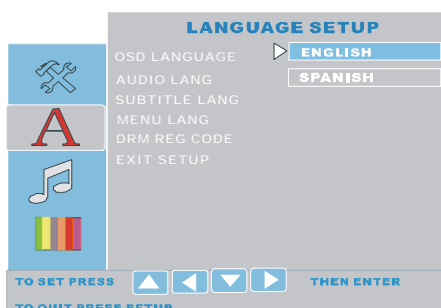 LANGUAGE SETUP
OSD LANGUAGE
ENGLISH
AUDIO LANG
SPANISH
SUBTITLE LANG
MENU LANG
DRM REG CODE
EXIT SETUP
A
TO SET PRESS
THEN ENTER
TO QUIT PRESS SETUP